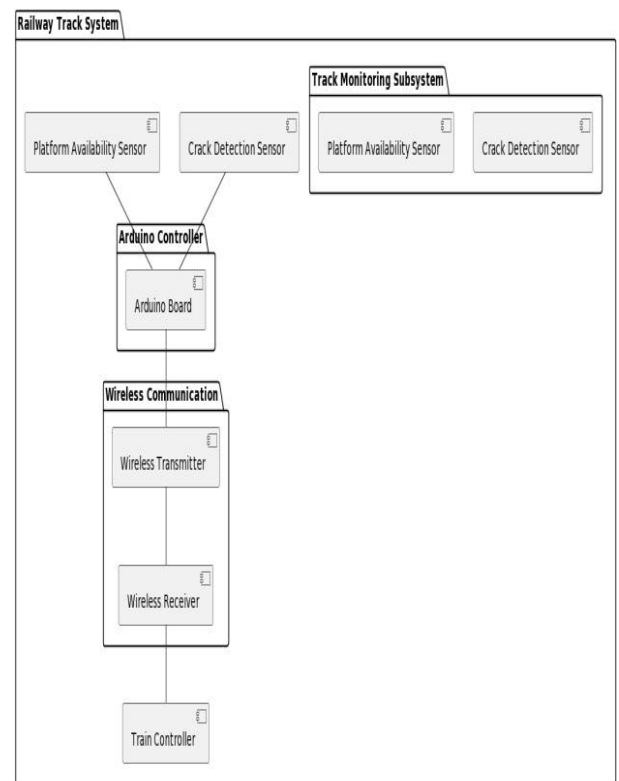 Railway Track System
Track Monitoring Subsystem
Platform Availability Sensor
Crack Detection Sensor
Platform Availability Sensor
Crack Detection Sensor
Arduino Controller
Arduino Board
Wireless Communication
Wireless Transmitter
Wireless Receiver
Train Controller